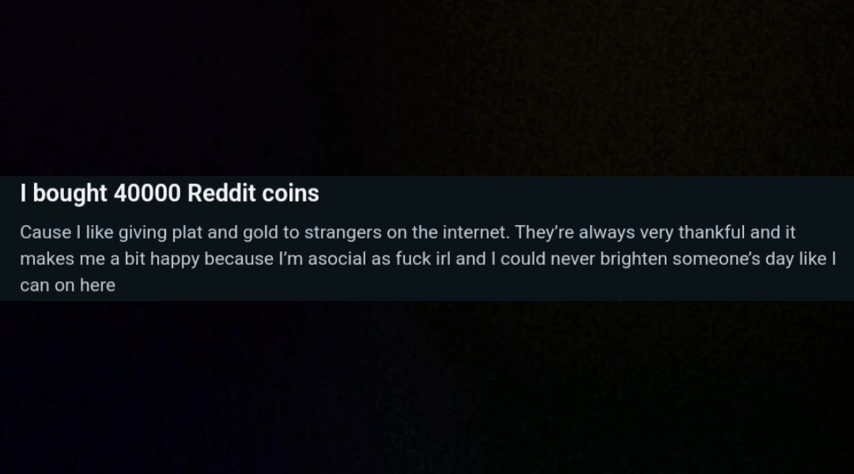 I bought 40000 Reddit coins
Cause I like giving plat and gold to strangers on the internet. They’re always very thankful and it
makes me a bit happy because I’m asocial as fuck irl and I could never brighten someone’s day like I
can on here